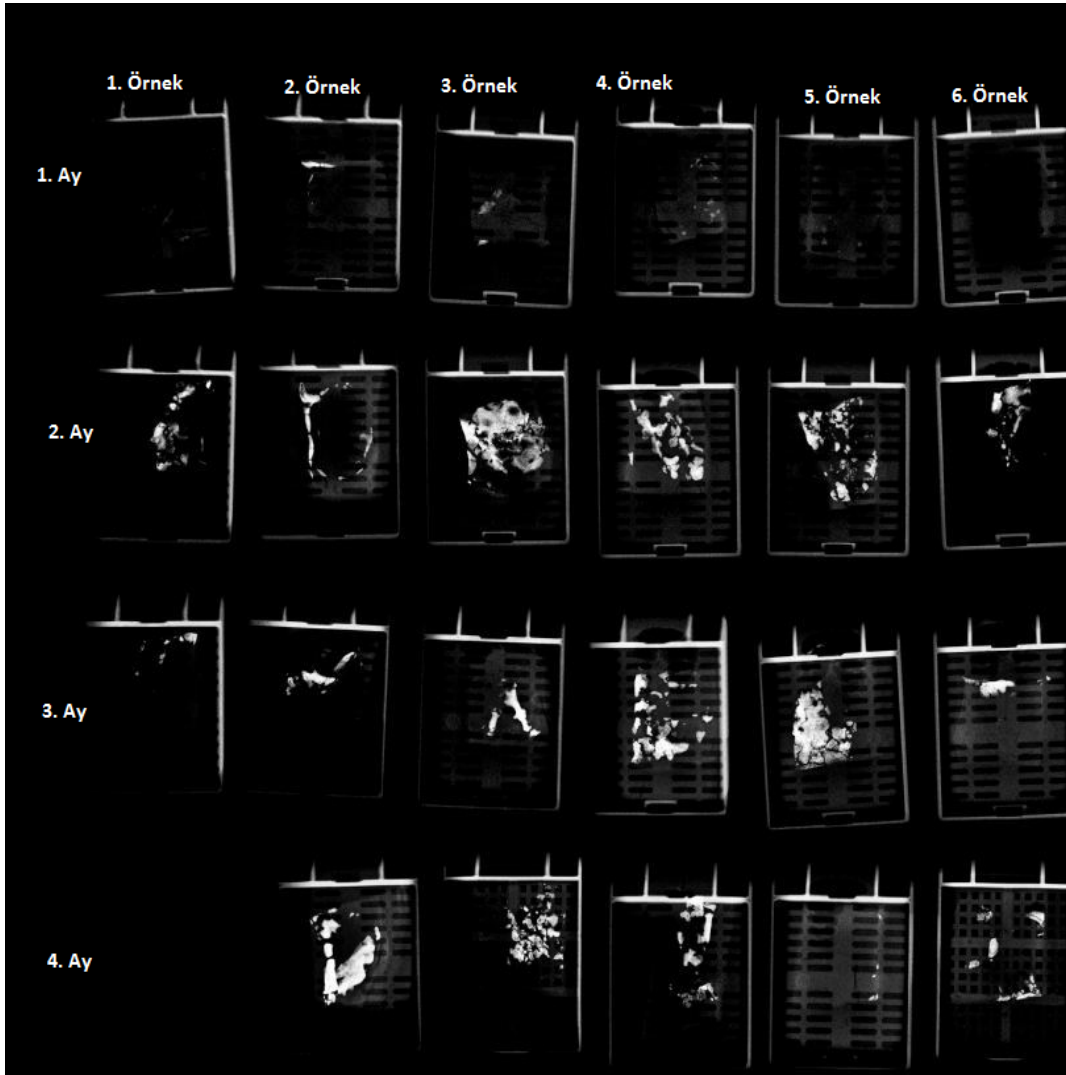 1. Örnek
2. Örnek
3. Örnek
4. Örnek
5. Örnek
6. Örnek
1. Ay
2. Ay
3. Ay
4. Ay